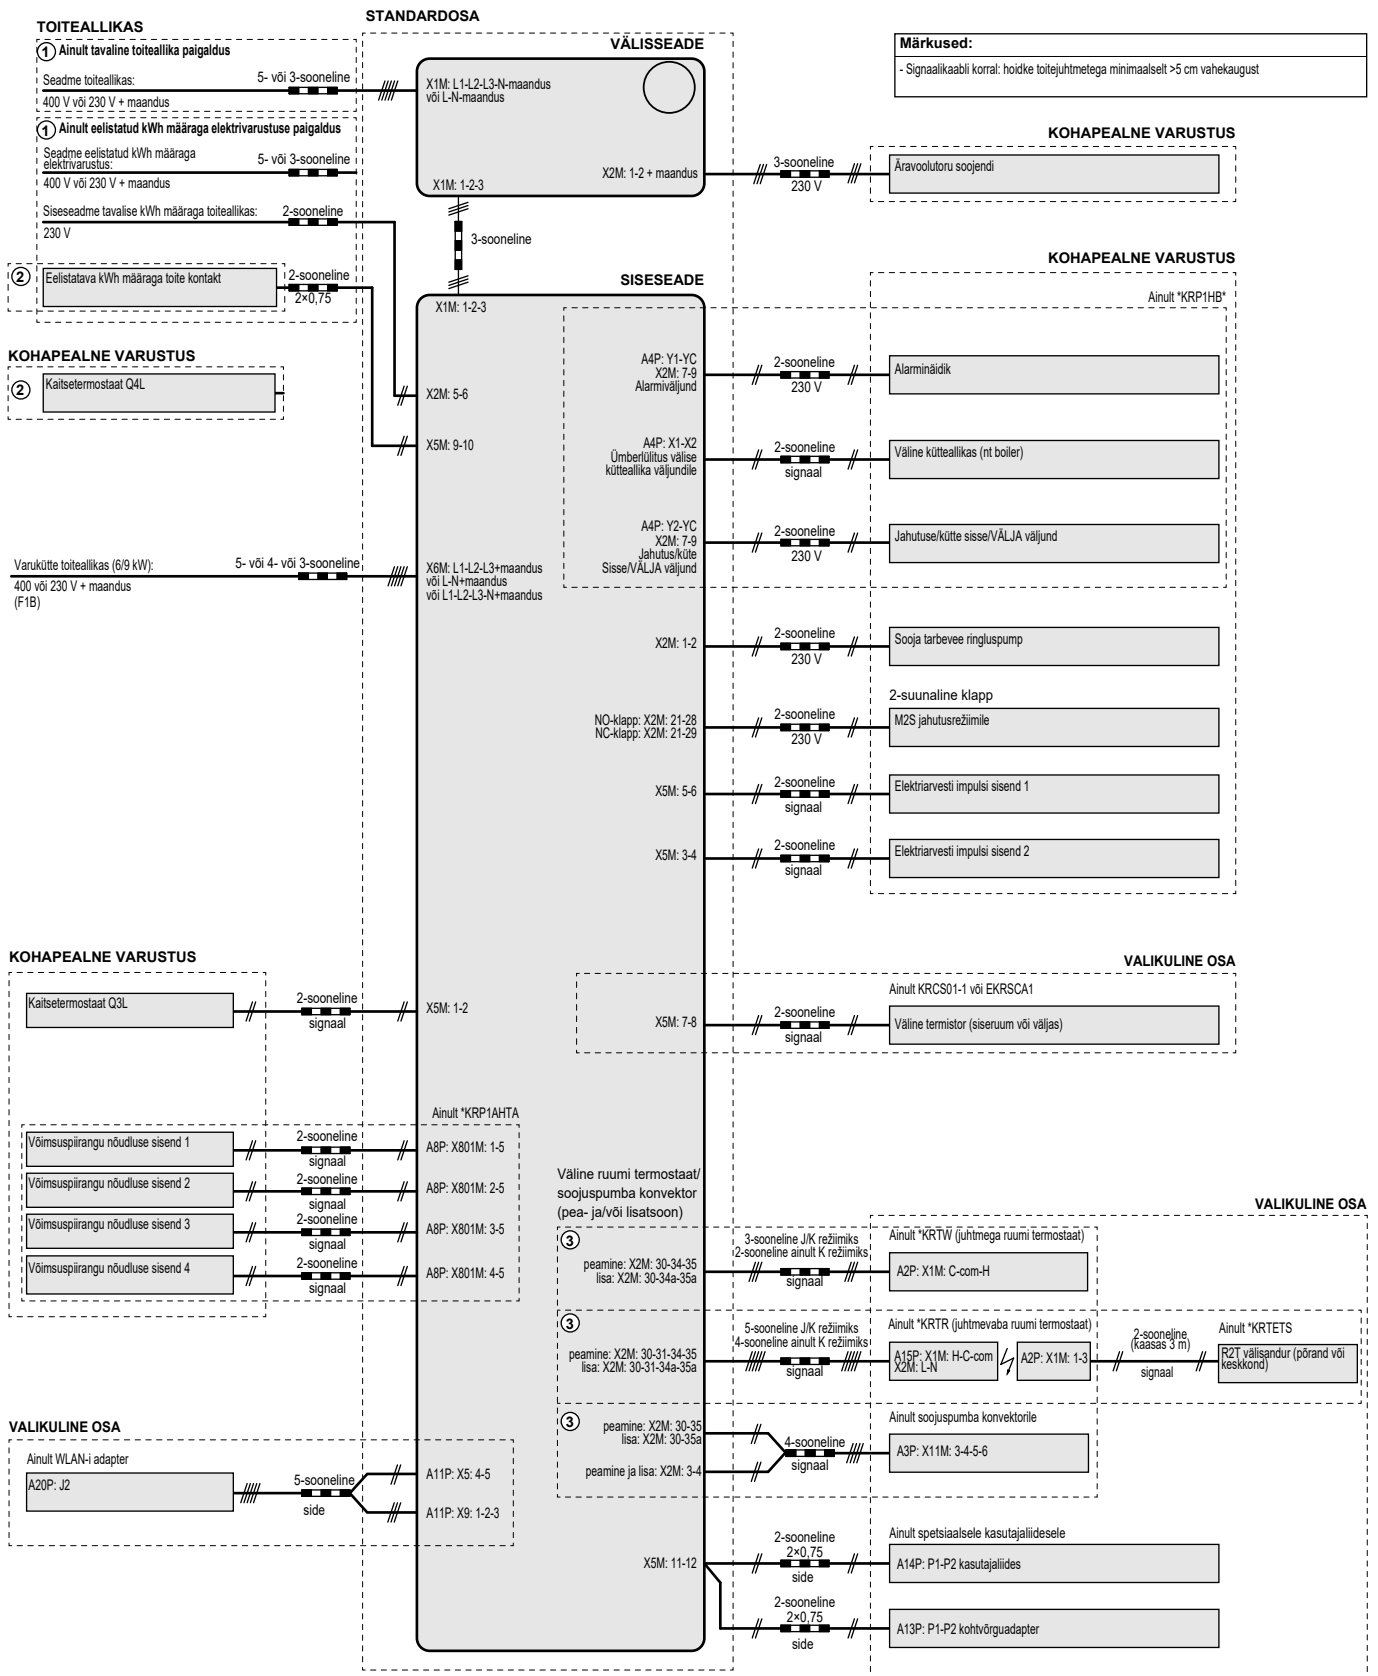 STANDARDOSA
TOITEALLIKAS
① Ainult tavaline toiteallika paigaldus
Seadme toiteallikas:
5- või 3-sooneline
400 V või 230 V + maandus
① Ainult eelistatud kWh määraga elektrivarustuse paigaldus
Seadme eelistatud kWh määraga
elektrivarustus:
5- või 3-sooneline
400 V või 230 V + maandus
Siseseadme tavalise kWh määraga toiteallikas:
2-sooneline
230 V
②
Eelistatava kWh määraga toite kontakt
2-sooneline
2×0,75
KOHAPEALNE VARUSTUS
②
Kaitsetermostaat Q4L
Varukütte toiteallikas (6/9 kW):
5- või 4- või 3-sooneline
400 või 230 V + maandus
(F1B)
VÄLISSEADE
X1M: L1-L2-L3-N-maandus
või L-N-maandus
X2M: 1-2 + maandus
X1M: 1-2-3
3-sooneline
SISESEADE
X1M: 1-2-3
X2M: 5-6
X5M: 9-10
X6M: L1-L2-L3+maandus
või L-N+maandus
või L1-L2-L3-N+maandus
Märkused:
- Signaalikaabli korral: hoidke toitejuhtmetega minimaalselt >5 cm vahekaugust
KOHAPEALNE VARUSTUS
3-sooneline
230 V
Äravoolutoru soojendi
KOHAPEALNE VARUSTUS
Ainult *KRP1HB*
A4P: Y1-YC
X2M: 7-9
Alarmiväljund
2-sooneline
230 V
Alarminäidik
A4P: X1-X2
Ümberlülitus välise
kütteallika väljundile
2-sooneline
signaal
Väline kütteallikas (nt boiler)
A4P: Y2-YC
X2M: 7-9
Jahutus/küte
Sisse/VÄLJA väljund
2-sooneline
230 V
Jahutuse/kütte sisse/VÄLJA väljund
X2M: 1-2
2-sooneline
230 V
Sooja tarbevee ringluspump
2-suunaline klapp
NO-klapp: X2M: 21-28
NC-klapp: X2M: 21-29
2-sooneline
230 V
M2S jahutusrežiimile
X5M: 5-6
2-sooneline
signaal
Elektriarvesti impulsi sisend 1
X5M: 3-4
2-sooneline
signaal
Elektriarvesti impulsi sisend 2
KOHAPEALNE VARUSTUS
Kaitsetermostaat Q3L
2-sooneline
signaal
X5M: 1-2
VALIKULINE OSA
Ainult KRCS01-1 või EKRSCA1
X5M: 7-8
2-sooneline
signaal
Väline termistor (siseruum või väljas)
Ainult *KRP1AHTA
Võimsuspiirangu nõudluse sisend 1
2-sooneline
signaal
A8P: X801M: 1-5
Võimsuspiirangu nõudluse sisend 2
2-sooneline
signaal
A8P: X801M: 2-5
Võimsuspiirangu nõudluse sisend 3
2-sooneline
signaal
A8P: X801M: 3-5
Võimsuspiirangu nõudluse sisend 4
2-sooneline
signaal
A8P: X801M: 4-5
Väline ruumi termostaat/
soojuspumba konvektor
(pea- ja/või lisatsoon)
VALIKULINE OSA
③
peamine: X2M: 30-34-35
lisa: X2M: 30-34a-35a
3-sooneline J/K režiimiks
2-sooneline ainult K režiimiks
signaal
Ainult *KRTW (juhtmega ruumi termostaat)
A2P: X1M: C-com-H
③
peamine: X2M: 30-31-34-35
lisa: X2M: 30-31-34a-35a
5-sooneline J/K režiimiks
4-sooneline ainult K režiimiks
signaal
Ainult *KRTR (juhtmevaba ruumi termostaat)
A15P: X1M: H-C-com
X2M: L-N
A2P: X1M: 1-3
2-sooneline
(kaasas 3 m)
signaal
Ainult *KRTETS
R2T välisandur (põrand või
keskkond)
③
peamine: X2M: 30-35
lisa: X2M: 30-35a
peamine ja lisa: X2M: 3-4
4-sooneline
signaal
Ainult soojuspumba konvektorile
A3P: X11M: 3-4-5-6
VALIKULINE OSA
Ainult WLAN-i adapter
A20P: J2
5-sooneline
side
A11P: X5: 4-5
A11P: X9: 1-2-3
X5M: 11-12
2-sooneline
2×0,75
side
Ainult spetsiaalsele kasutajaliidesele
A14P: P1-P2 kasutajaliides
2-sooneline
2×0,75
side
A13P: P1-P2 kohtvõrguadapter